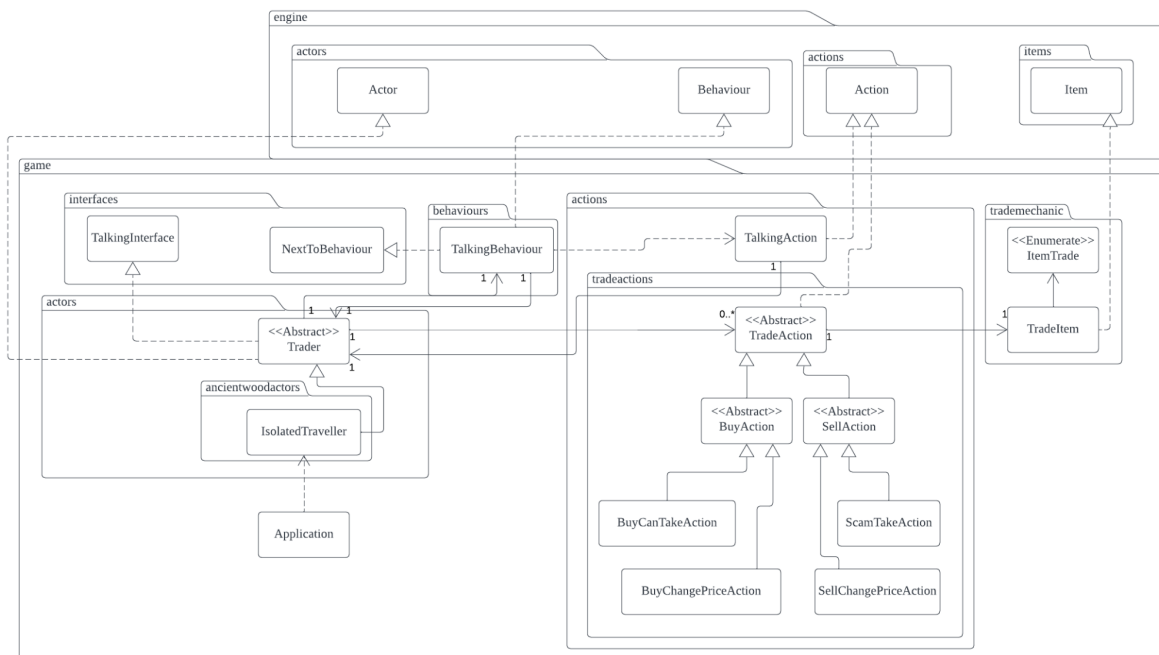 engine
actors
actions
items
Actor
Behaviour
Action
Item
game
interfaces
behaviours
actions
trademechanic
TalkingInterface
NextToBehaviour
TalkingBehaviour
TalkingAction
<<Enumerate>>
ItemTrade
1
1
1
tradeactions
actors
1
1
0..*
1
<<Abstract>>
Trader
1
<<Abstract>>
TradeAction
1
TradeItem
1
ancientwoodactors
IsolatedTraveller
<<Abstract>>
BuyAction
<<Abstract>>
SellAction
Application
BuyCanTakeAction
ScamTakeAction
BuyChangePriceAction
SellChangePriceAction